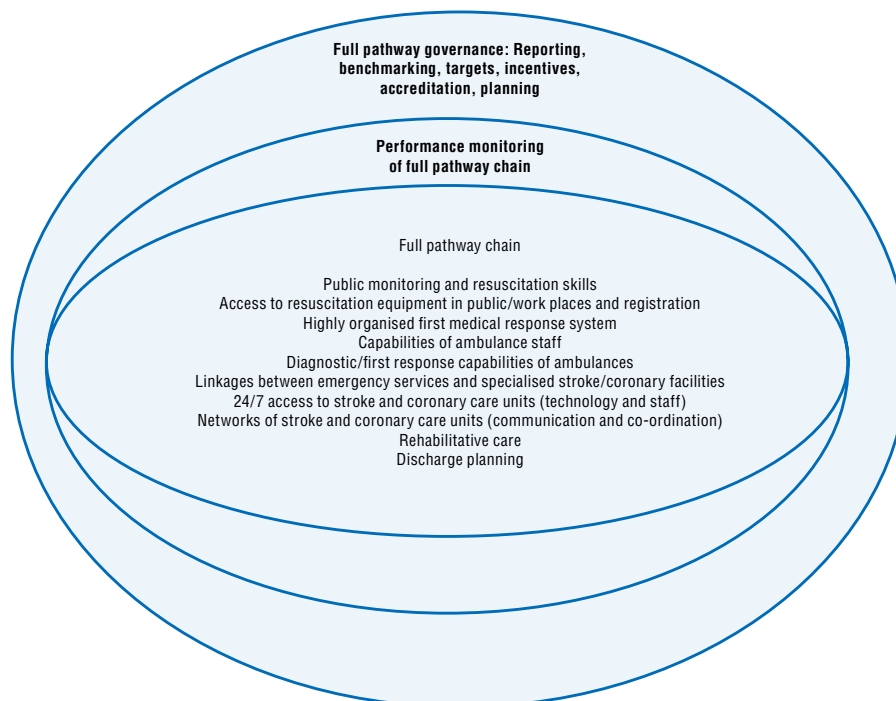 Full pathway governance: Reporting,
benchmarking, targets, incentives,
accreditation, planning
Performance monitoring
of full pathway chain
Full pathway chain
Public monitoring and resuscitation skills
Access to resuscitation equipment in public/work places and registration
Highly organised first medical response system
Capabilities of ambulance staff
Diagnostic/first response capabilities of ambulances
Linkages between emergency services and specialised stroke/coronary facilities
24/7 access to stroke and coronary care units (technology and staff)
Networks of stroke and coronary care units (communication and co-ordination)
Rehabilitative care
Discharge planning